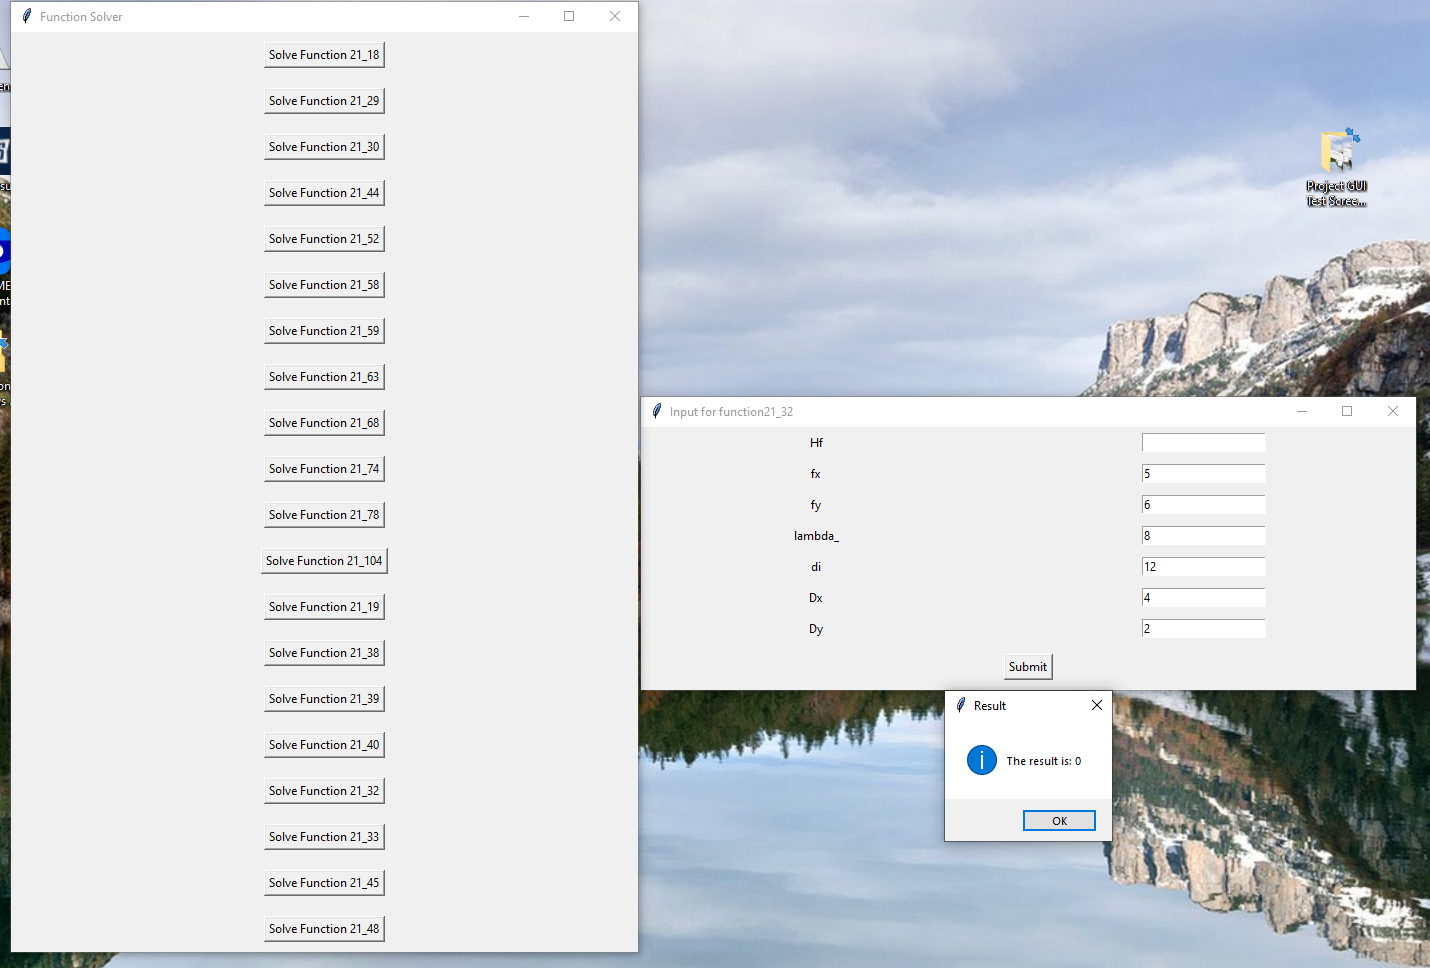 Function Solver
Solve Function 21_18
Solve Function 21_29
Solve Function 21_30
Solve Function 21_44
Solve Function 21_52
Solve Function 21_58
Solve Function 21_59
Solve Function 21_63
Solve Function 21_68
Solve Function 21_74
Solve Function 21_78
Solve Function 21_104
Solve Function 21_19
Solve Function 21_38
Solve Function 21_39
Solve Function 21_40
Solve Function 21_32
Solve Function 21_33
Solve Function 21_45
Solve Function 21_48
Project GUI
Test Scree...
Input for function21_32
Hf
fx 5
fy 6
lambda_ 8
di 12
Dx 4
Dy 2
Submit
Result
The result is: 0
OK